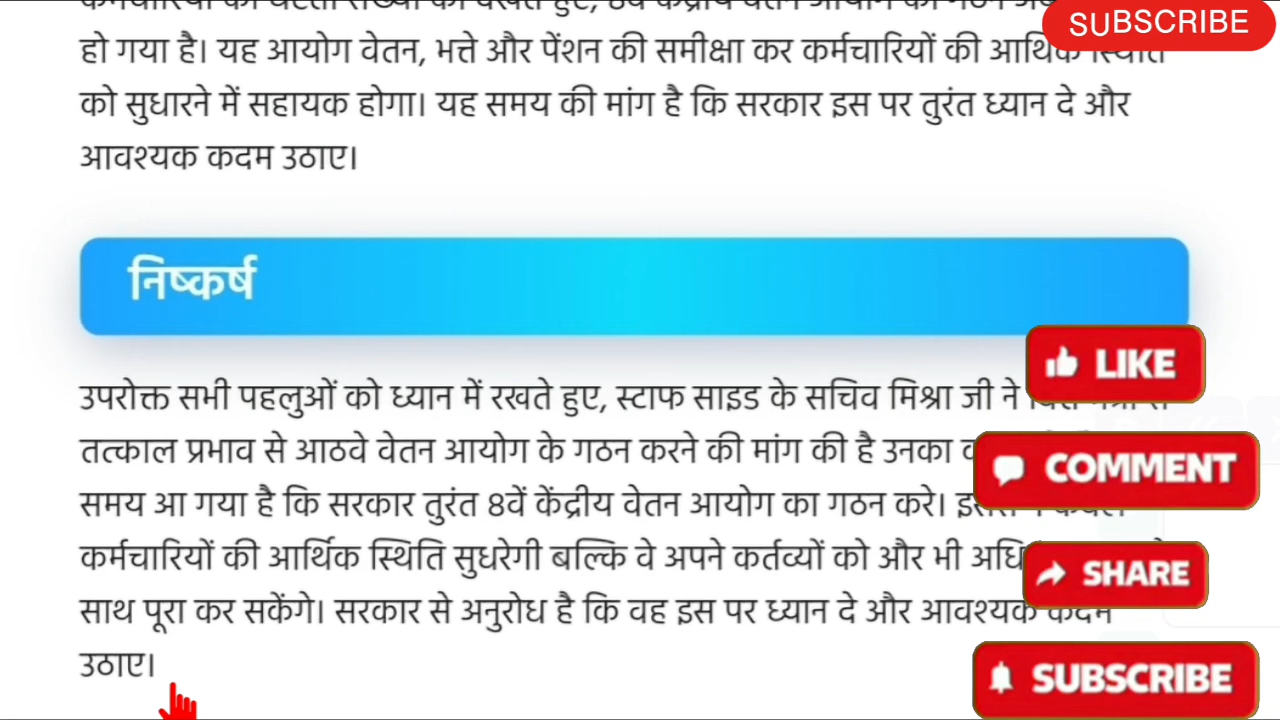 SUBSCRIBE
हो गया है। यह आयोग वेतन, भत्ते और पेंशन की समीक्षा कर कर्मचारियों की आर्थिक स्थिति
को सुधारने में सहायक होगा। यह समय की मांग है कि सरकार इस पर तुरंत ध्यान दे और
आवश्यक कदम उठाए।
निष्कर्ष
उपरोक्त सभी पहलुओं को ध्यान में रखते हुए, स्टाफ साइड के सचिव मिश्रा जी ने
तत्काल प्रभाव से आठवे वेतन आयोग के गठन करने की मांग की है उनका
समय आ गया है कि सरकार तुरंत 8वें केंद्रीय वेतन आयोग का गठन करे।
कर्मचारियों की आर्थिक स्थिति सुधरेगी बल्कि वे अपने कर्तव्यों को और भी
साथ पूरा कर सकेंगे। सरकार से अनुरोध है कि वह इस पर ध्यान दे और आवश्यक कदम
उठाए।
LIKE
COMMENT
SHARE
SUBSCRIBE